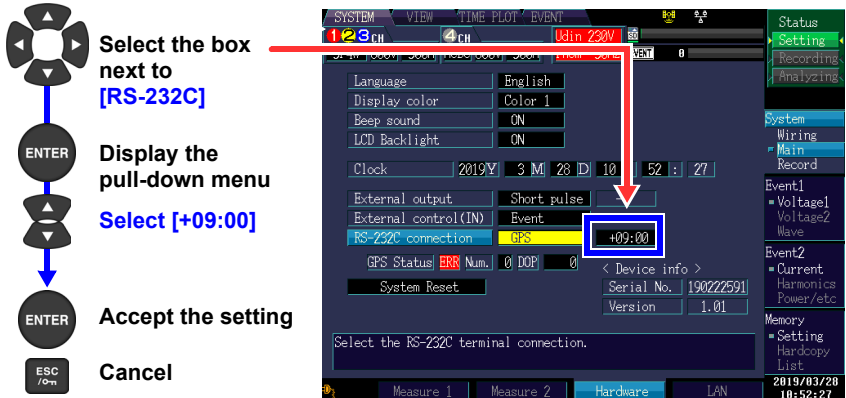 Select the box
next to
[RS-232C]
ENTER
Display the
pull-down menu
Select [+09:00]
ENTER
Accept the setting
ESC
Cancel
SYSTEM VIEW TIME PLOT EVENT
1 2 3 CH 4 CH Udin 230V
EVENT 0
Language English
Display color Color 1
Beep sound ON
LCD Backlight ON
Clock 2019 Y 3 M 28 D 10 52 : 27
External output Short pulse
External control(IN) Event
RS-232C connection GPS +09:00
GPS Status ERR Num. 0 DOP 0
< Device info >
System Reset Serial No. 190222591
Version 1.01
Select the RS-232C terminal connection.
Measure 1 Measure 2 Hardware LAN
Status
Setting
Recording
Analyzing
System
Wiring
Main
Record
Event1
Voltage1
Voltage2
Wave
Event2
Current
Harmonics
Power/etc
Memory
Setting
Hardcopy
List
2019/03/28
10:52:27